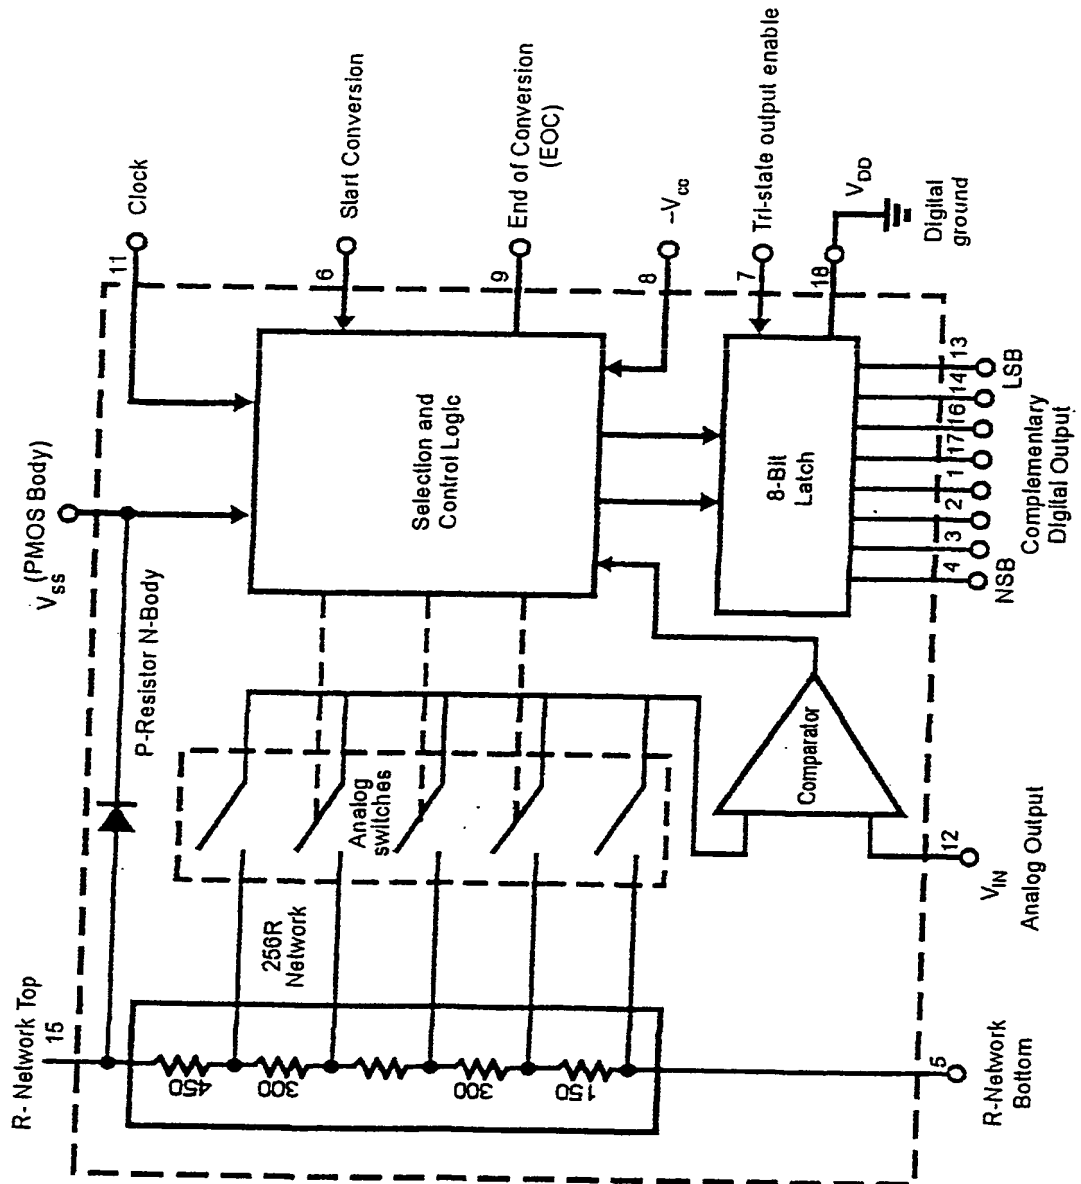 R- Network Top
15
V_SS (PMOS Body)
11
Clock
P-Resistor N-Body
6
Start Conversion
9
End of Conversion
(EOC)
8
-V_CC
7
Tri-state output enable
18
V_DD
Digital
ground
Selection and
Control Logic
8-Bit
Latch
Analog
switches
256R
Network
450
300
300
150
Comparator
4
3
2
1
17
16
14
13
NSB
LSB
Complementary
Digital Output
12
V_IN
Analog Output
5
R-Network
Bottom